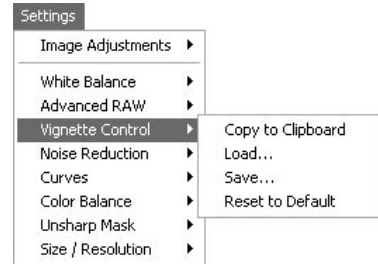 Settings
Image Adjustments
White Balance
Advanced RAW
Vignette Control
Noise Reduction
Curves
Color Balance
Unsharp Mask
Size / Resolution
Copy to Clipboard
Load...
Save...
Reset to Default